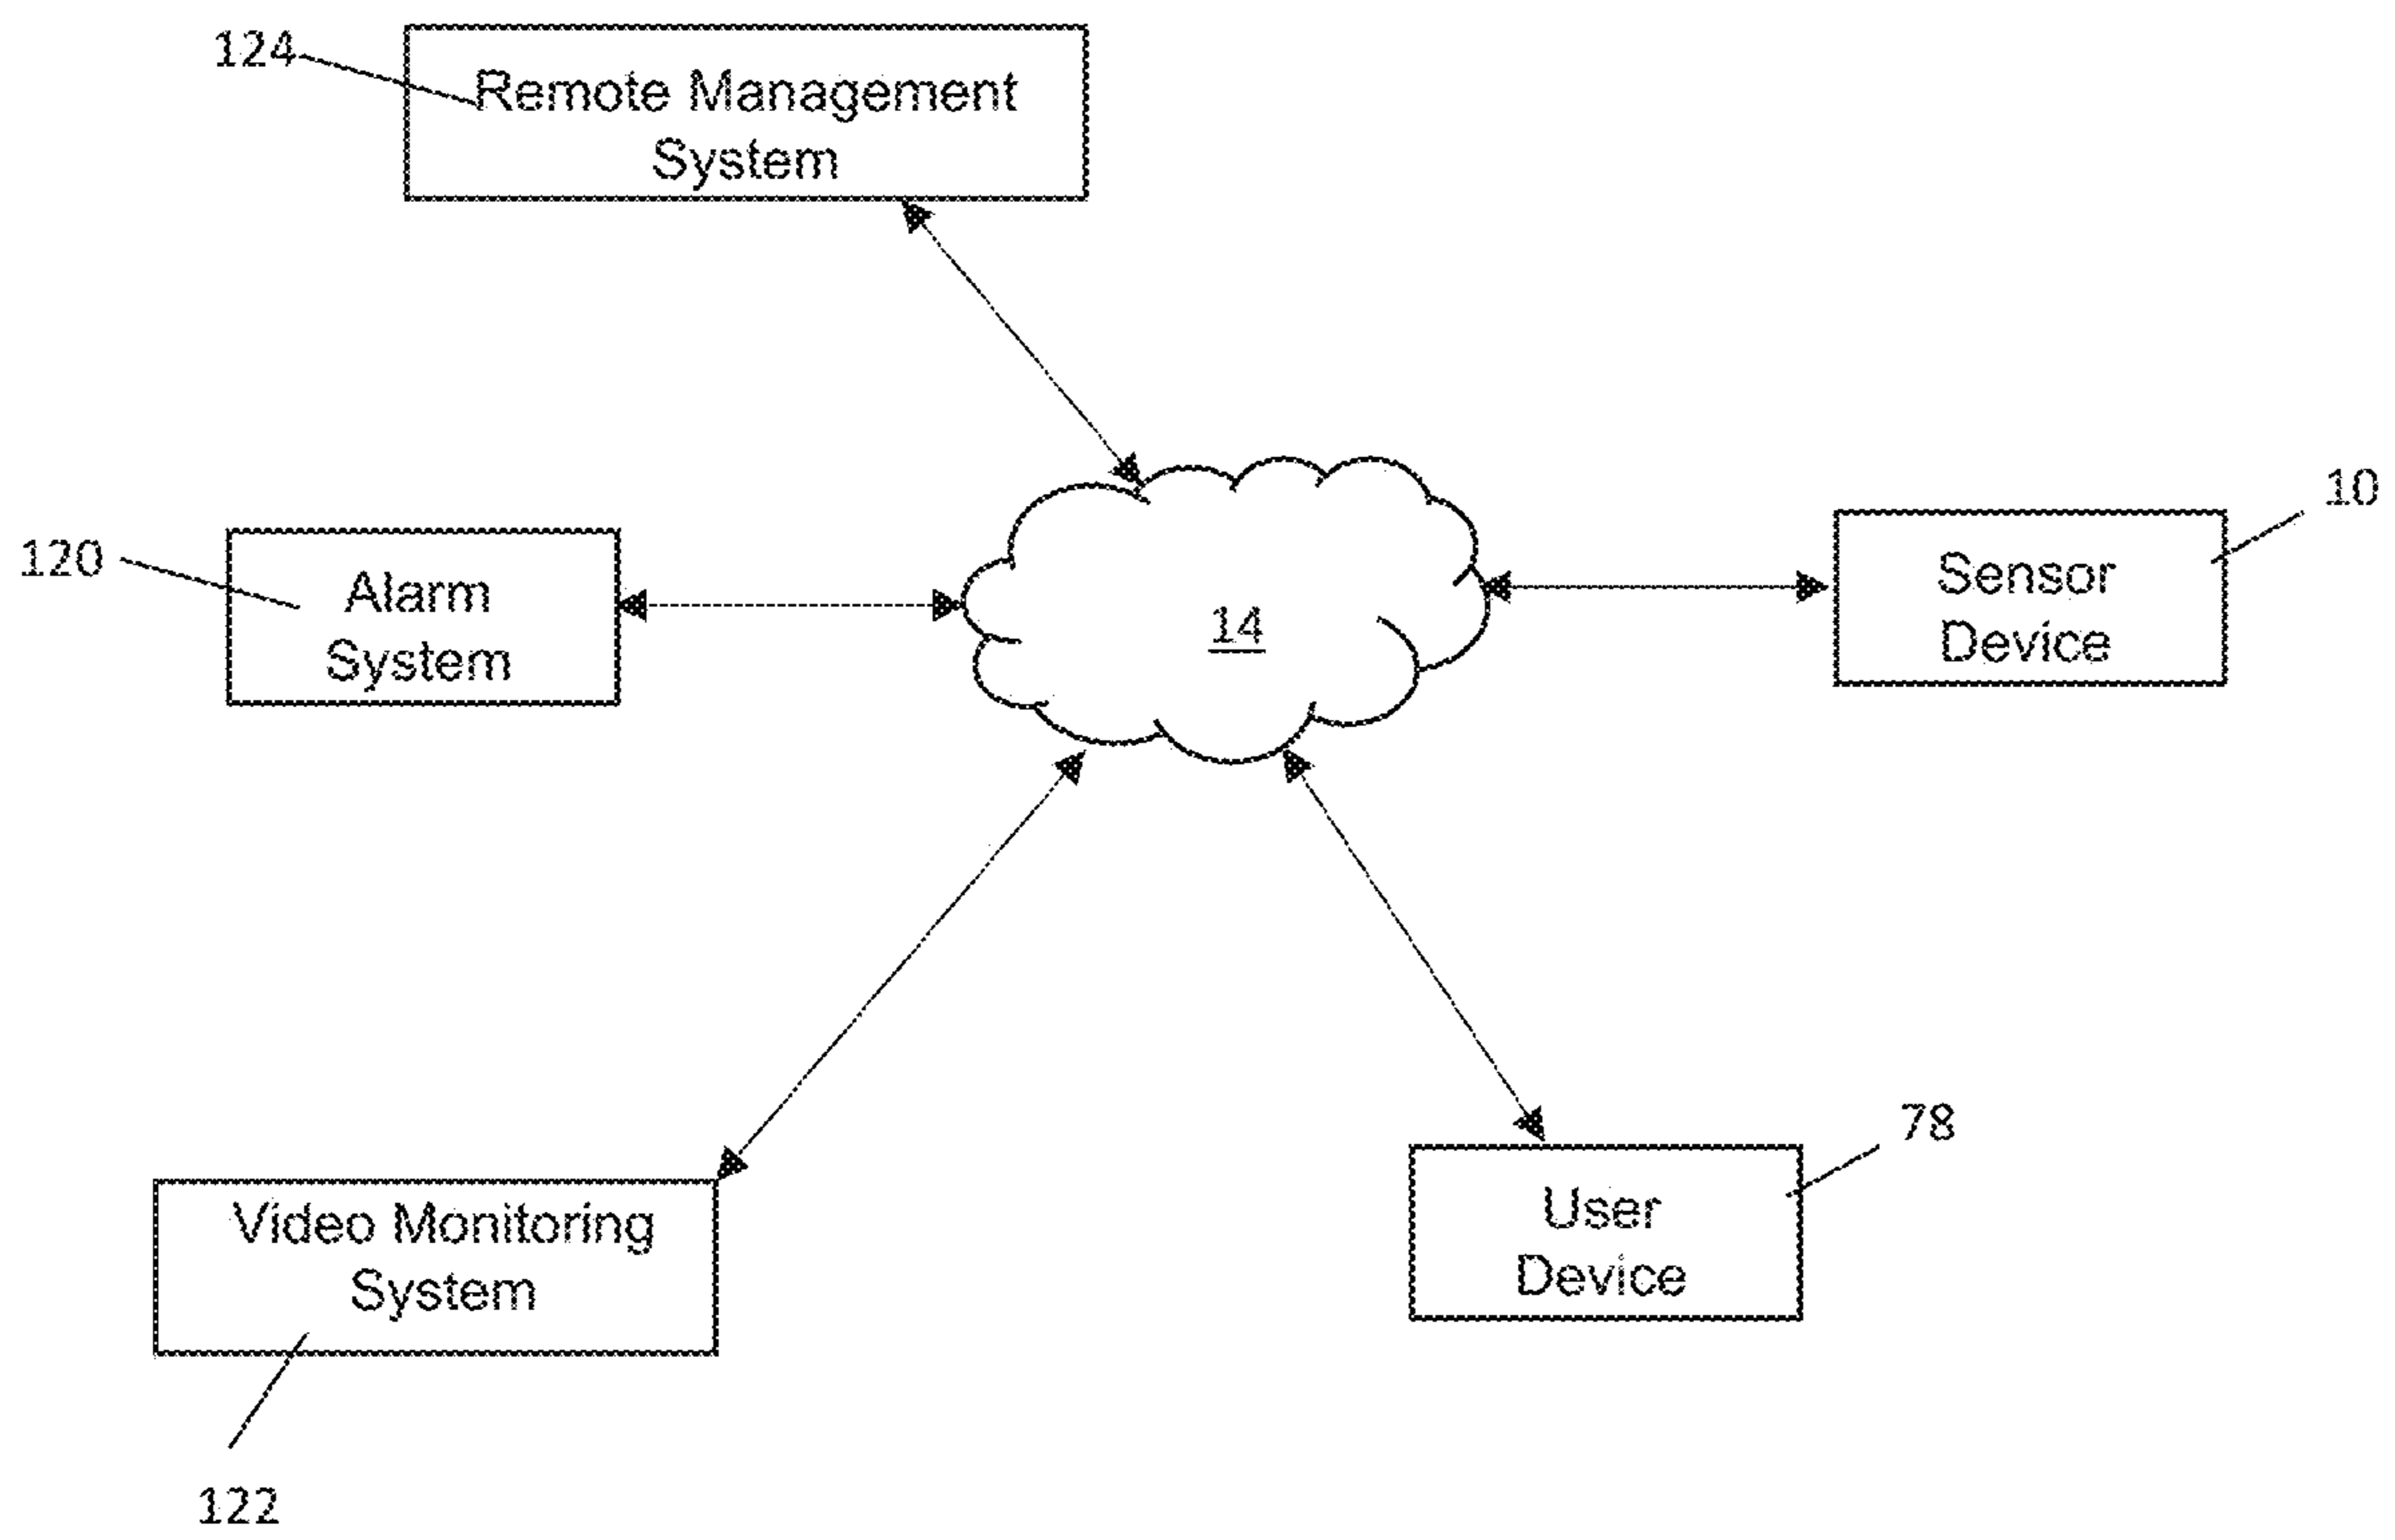 124
Remote Management
System
10
120
Alarm
System
14
Sensor
Device
78
User
Device
Video Monitoring
System
122